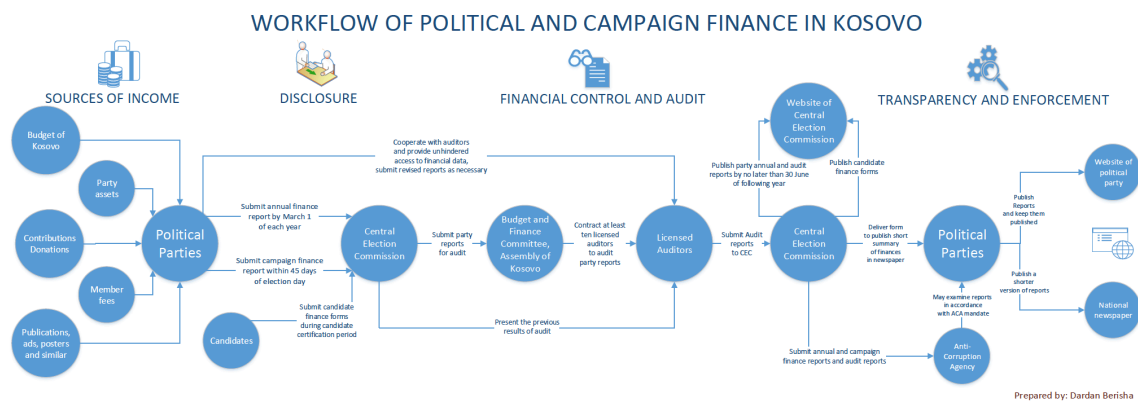 WORKFLOW OF POLITICAL AND CAMPAIGN FINANCE IN KOSOVO
SOURCES OF INCOME
DISCLOSURE
FINANCIAL CONTROL AND AUDIT
TRANSPARENCY AND ENFORCEMENT
Budget of
Kosovo
Party
assets
Contributions
Donations
Member
fees
Publications,
ads, posters
and similar
Political
Parties
Cooperate with auditors
and provide unhindered
access to financial data,
submit revised reports as necessary
Submit annual finance
report by March 1
of each year
Submit campaign finance
report within 45 days
of election day
Submit candidate
finance forms
during candidate
certification period
Candidates
Central
Election
Commission
Submit party
reports
for audit
Budget and
Finance
Committee,
Assembly of
Kosovo
Contract at least
ten licensed
auditors
to audit
party reports
Present the previous
results of audit
Licensed
Auditors
Submit Audit
reports
to CEC
Website of
Central
Election
Commission
Publish party annual and audit
reports by no later than 30 June
of following year
Publish candidate
finance forms
Central
Election
Commission
Deliver form
to publish short
summary
of finances
in newspaper
Submit annual and campaign
finance reports and audit reports
Political
Parties
May examine reports
in accordance
with ACA mandate
Anti-
Corruption
Agency
Publish
Reports
and keep them
published
Publish a
shorter
version of reports
Website of
political
party
National
newspaper
Prepared by: Dardan Berisha